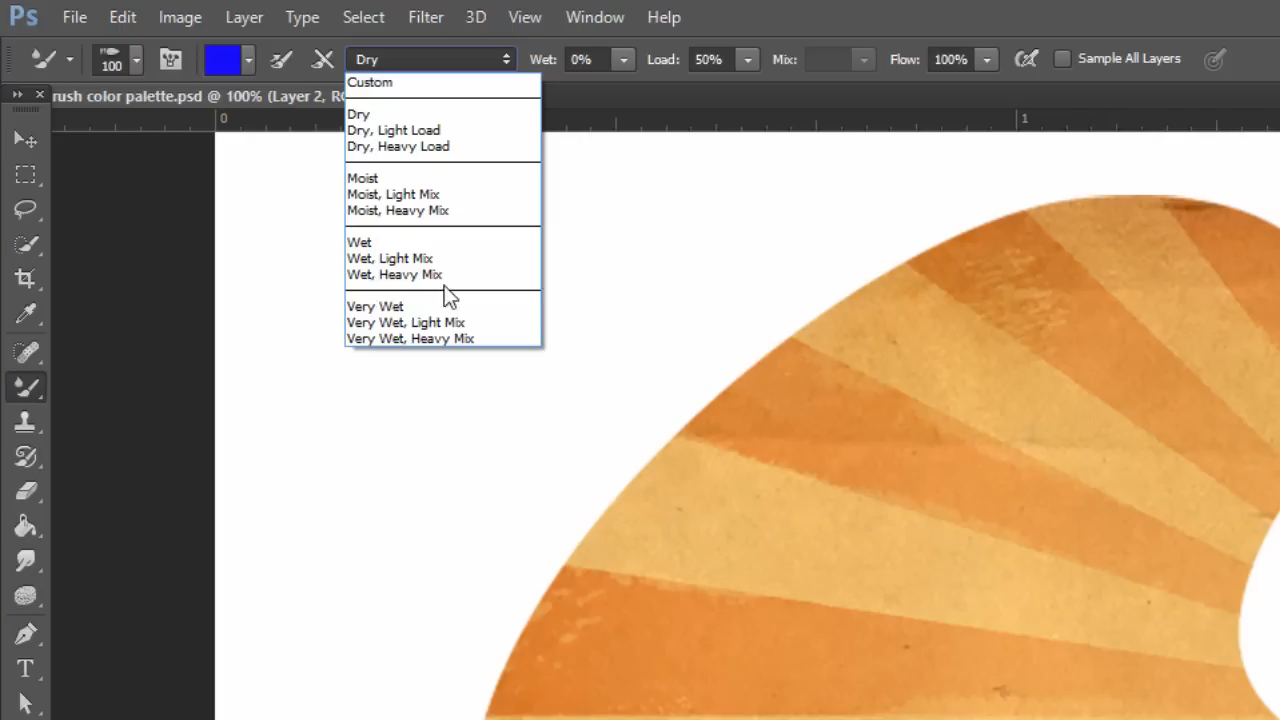 Ps File Edit Image Layer Type Select Filter 3D View Window Help
100 Dry Wet: 0% Load: 50% Mix: Flow: 100% Sample All Layers
rush color palette.psd @ 100% (Layer 2, R
0 1
Custom
Dry
Dry, Light Load
Dry, Heavy Load
Moist
Moist, Light Mix
Moist, Heavy Mix
Wet
Wet, Light Mix
Wet, Heavy Mix
Very Wet
Very Wet, Light Mix
Very Wet, Heavy Mix
T